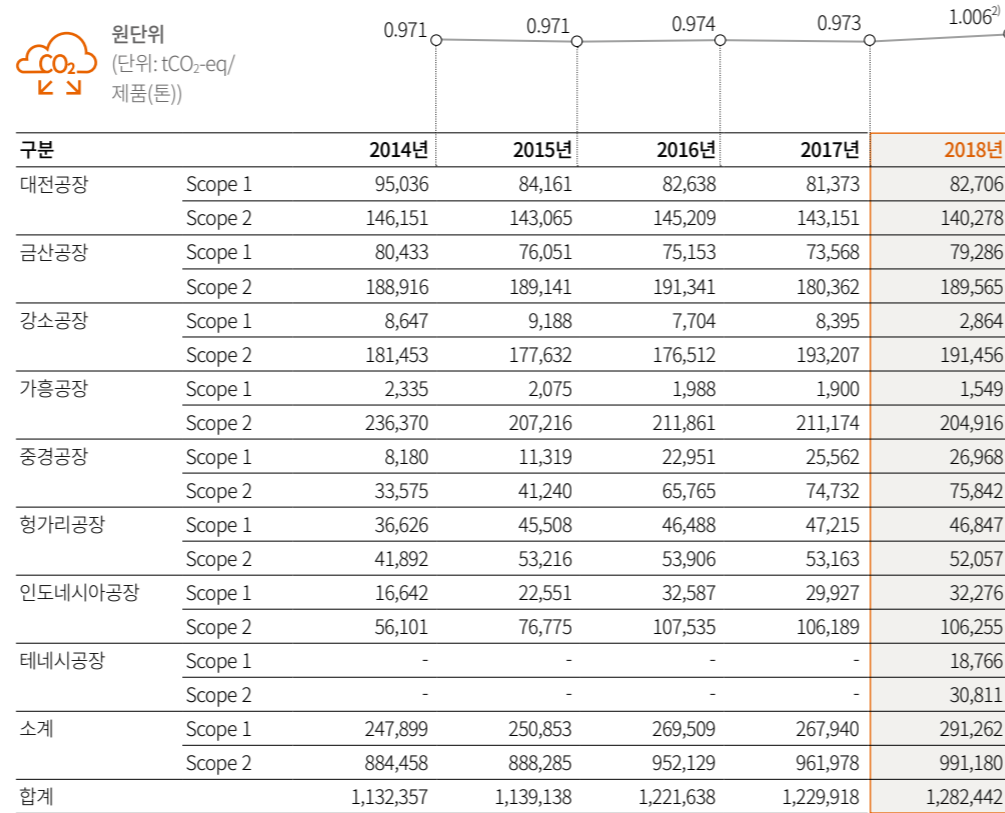 원단위
(단위: tCO₂-eq/
제품(톤))
CO₂
0.971 0.971 0.974 0.973 1.006²⁾
구분 2014년 2015년 2016년 2017년 2018년
대전공장 Scope 1 95,036 84,161 82,638 81,373 82,706
Scope 2 146,151 143,065 145,209 143,151 140,278
금산공장 Scope 1 80,433 76,051 75,153 73,568 79,286
Scope 2 188,916 189,141 191,341 180,362 189,565
강소공장 Scope 1 8,647 9,188 7,704 8,395 2,864
Scope 2 181,453 177,632 176,512 193,207 191,456
가흥공장 Scope 1 2,335 2,075 1,988 1,900 1,549
Scope 2 236,370 207,216 211,861 211,174 204,916
중경공장 Scope 1 8,180 11,319 22,951 25,562 26,968
Scope 2 33,575 41,240 65,765 74,732 75,842
헝가리공장 Scope 1 36,626 45,508 46,488 47,215 46,847
Scope 2 41,892 53,216 53,906 53,163 52,057
인도네시아공장 Scope 1 16,642 22,551 32,587 29,927 32,276
Scope 2 56,101 76,775 107,535 106,189 106,255
테네시공장 Scope 1 - - - - 18,766
Scope 2 - - - - 30,811
소계 Scope 1 247,899 250,853 269,509 267,940 291,262
Scope 2 884,458 888,285 952,129 961,978 991,180
합계 1,132,357 1,139,138 1,221,638 1,229,918 1,282,442